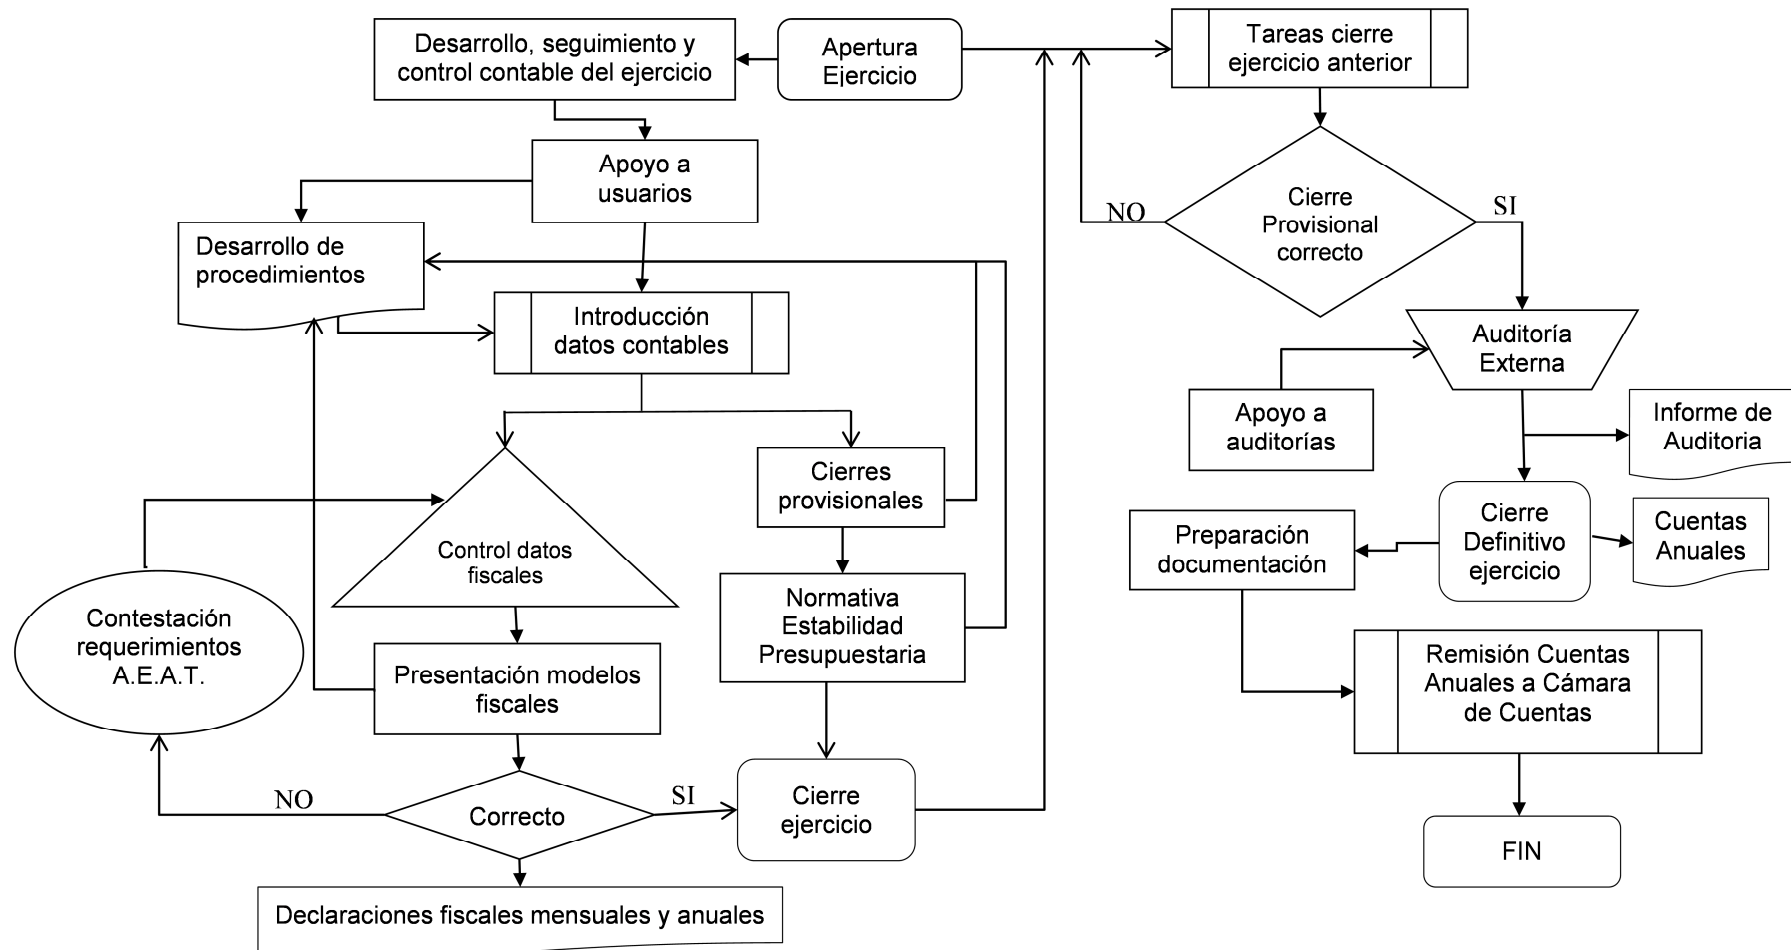 Desarrollo, seguimiento y
control contable del ejercicio
Apertura
Ejercicio
Tareas cierre
ejercicio anterior
Apoyo a
usuarios
Cierre
Provisional
correcto
NO
SI
Desarrollo de
procedimientos
Introducción
datos contables
Auditoría
Externa
Apoyo a
auditorías
Informe de
Auditoria
Cierres
provisionales
Control datos
fiscales
Cierre
Definitivo
ejercicio
Cuentas
Anuales
Preparación
documentación
Contestación
requerimientos
A.E.A.T.
Normativa
Estabilidad
Presupuestaria
Presentación modelos
fiscales
Remisión Cuentas
Anuales a Cámara
de Cuentas
NO
Correcto
SI
Cierre
ejercicio
FIN
Declaraciones fiscales mensuales y anuales